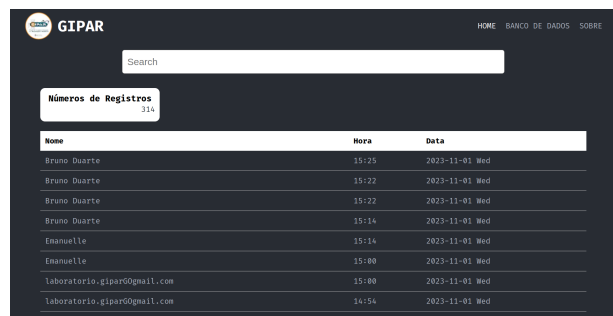 GIPAR
HOME BANCO DE DADOS SOBRE
Search
Números de Registros
314
Nome Hora Data
Bruno Duarte 15:25 2023-11-01 Wed
Bruno Duarte 15:22 2023-11-01 Wed
Bruno Duarte 15:22 2023-11-01 Wed
Bruno Duarte 15:14 2023-11-01 Wed
Emanuelle 15:14 2023-11-01 Wed
Emanuelle 15:00 2023-11-01 Wed
laboratorio.gipar@gmail.com 15:00 2023-11-01 Wed
laboratorio.gipar@gmail.com 14:54 2023-11-01 Wed